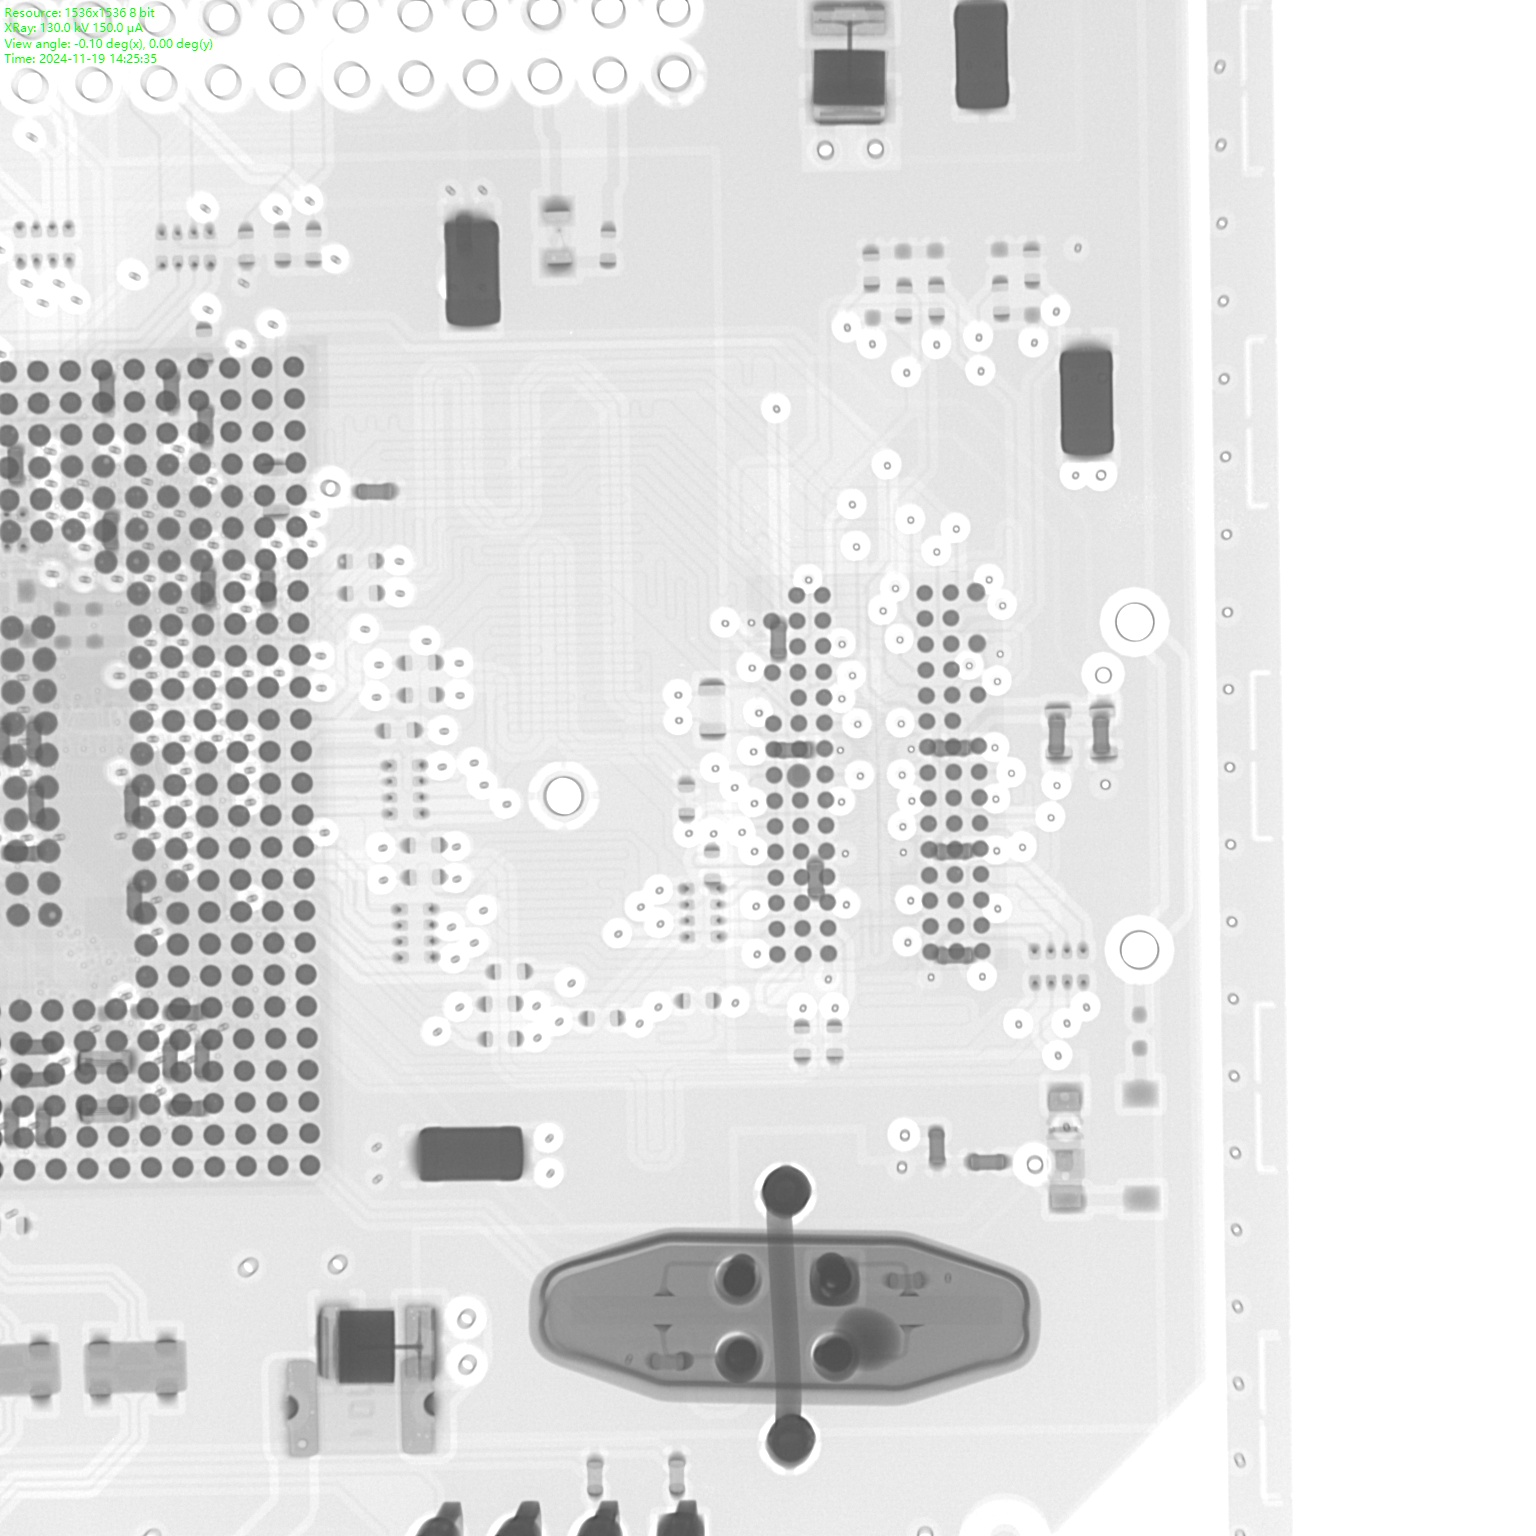 Resource: 1536x1536 8 bit
XRay: 130.0 kV 150.0 µA
View angle: -0.10 deg(x), 0.00 deg(y)
Time: 2024-11-19 14:25:35